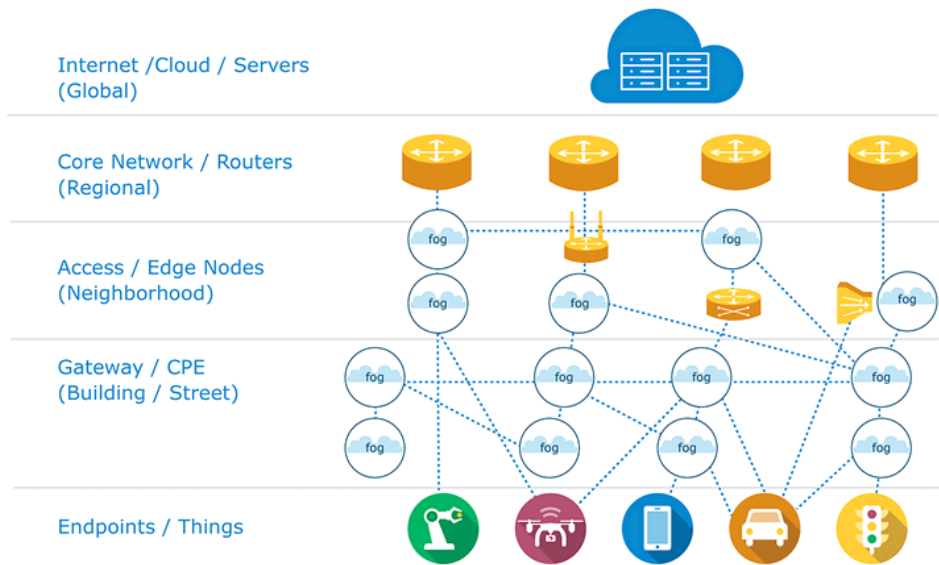 Internet /Cloud / Servers
(Global)
Core Network / Routers
(Regional)
fog
fog
Access / Edge Nodes
(Neighborhood)
fog
fog
fog
Gateway / CPE
(Building / Street)
fog
fog
fog
fog
fog
fog
fog
fog
Endpoints / Things